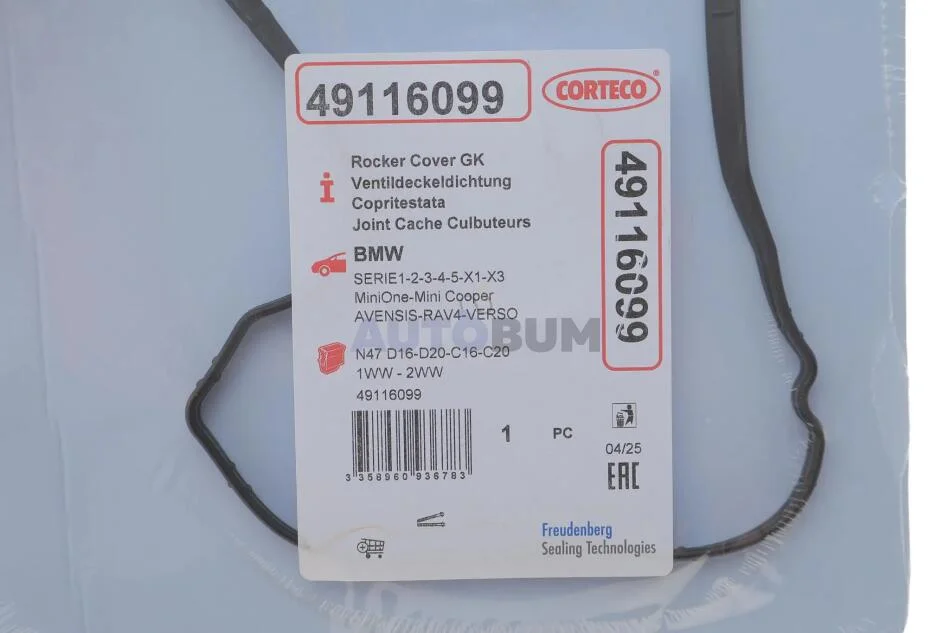 49116099
CORTECO®
49116099
Rocker Cover GK
Ventildeckeldichtung
Copritestata
Joint Cache Culbuteurs
BMW
SERIE1-2-3-4-5-X1-X3
MiniOne-Mini Cooper
AVENSIS-RAV4-VERSO
AUTOBUM
N47 D16-D20-C16-C20
1WW - 2WW
49116099
3 358960 936783
1 PC
04/25
EAC
Freudenberg
Sealing Technologies